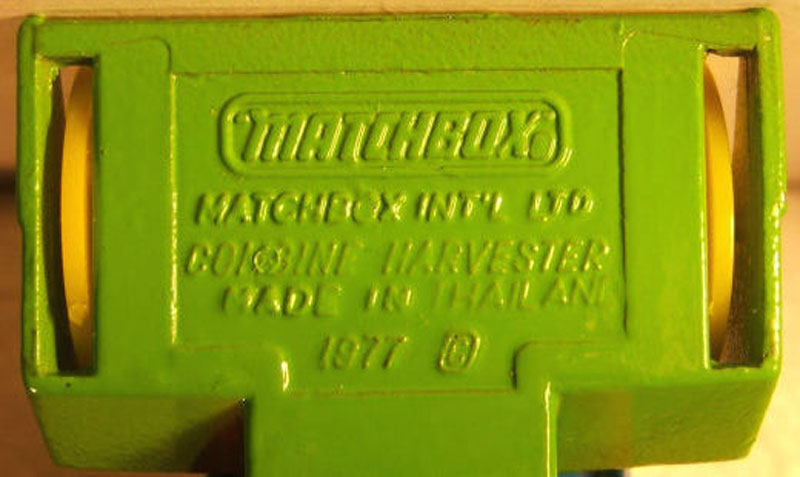 MATCHBOX
MATCHBOX INT'L LTD
COMBINE HARVESTER
MADE IN THAILAND
1977 ©